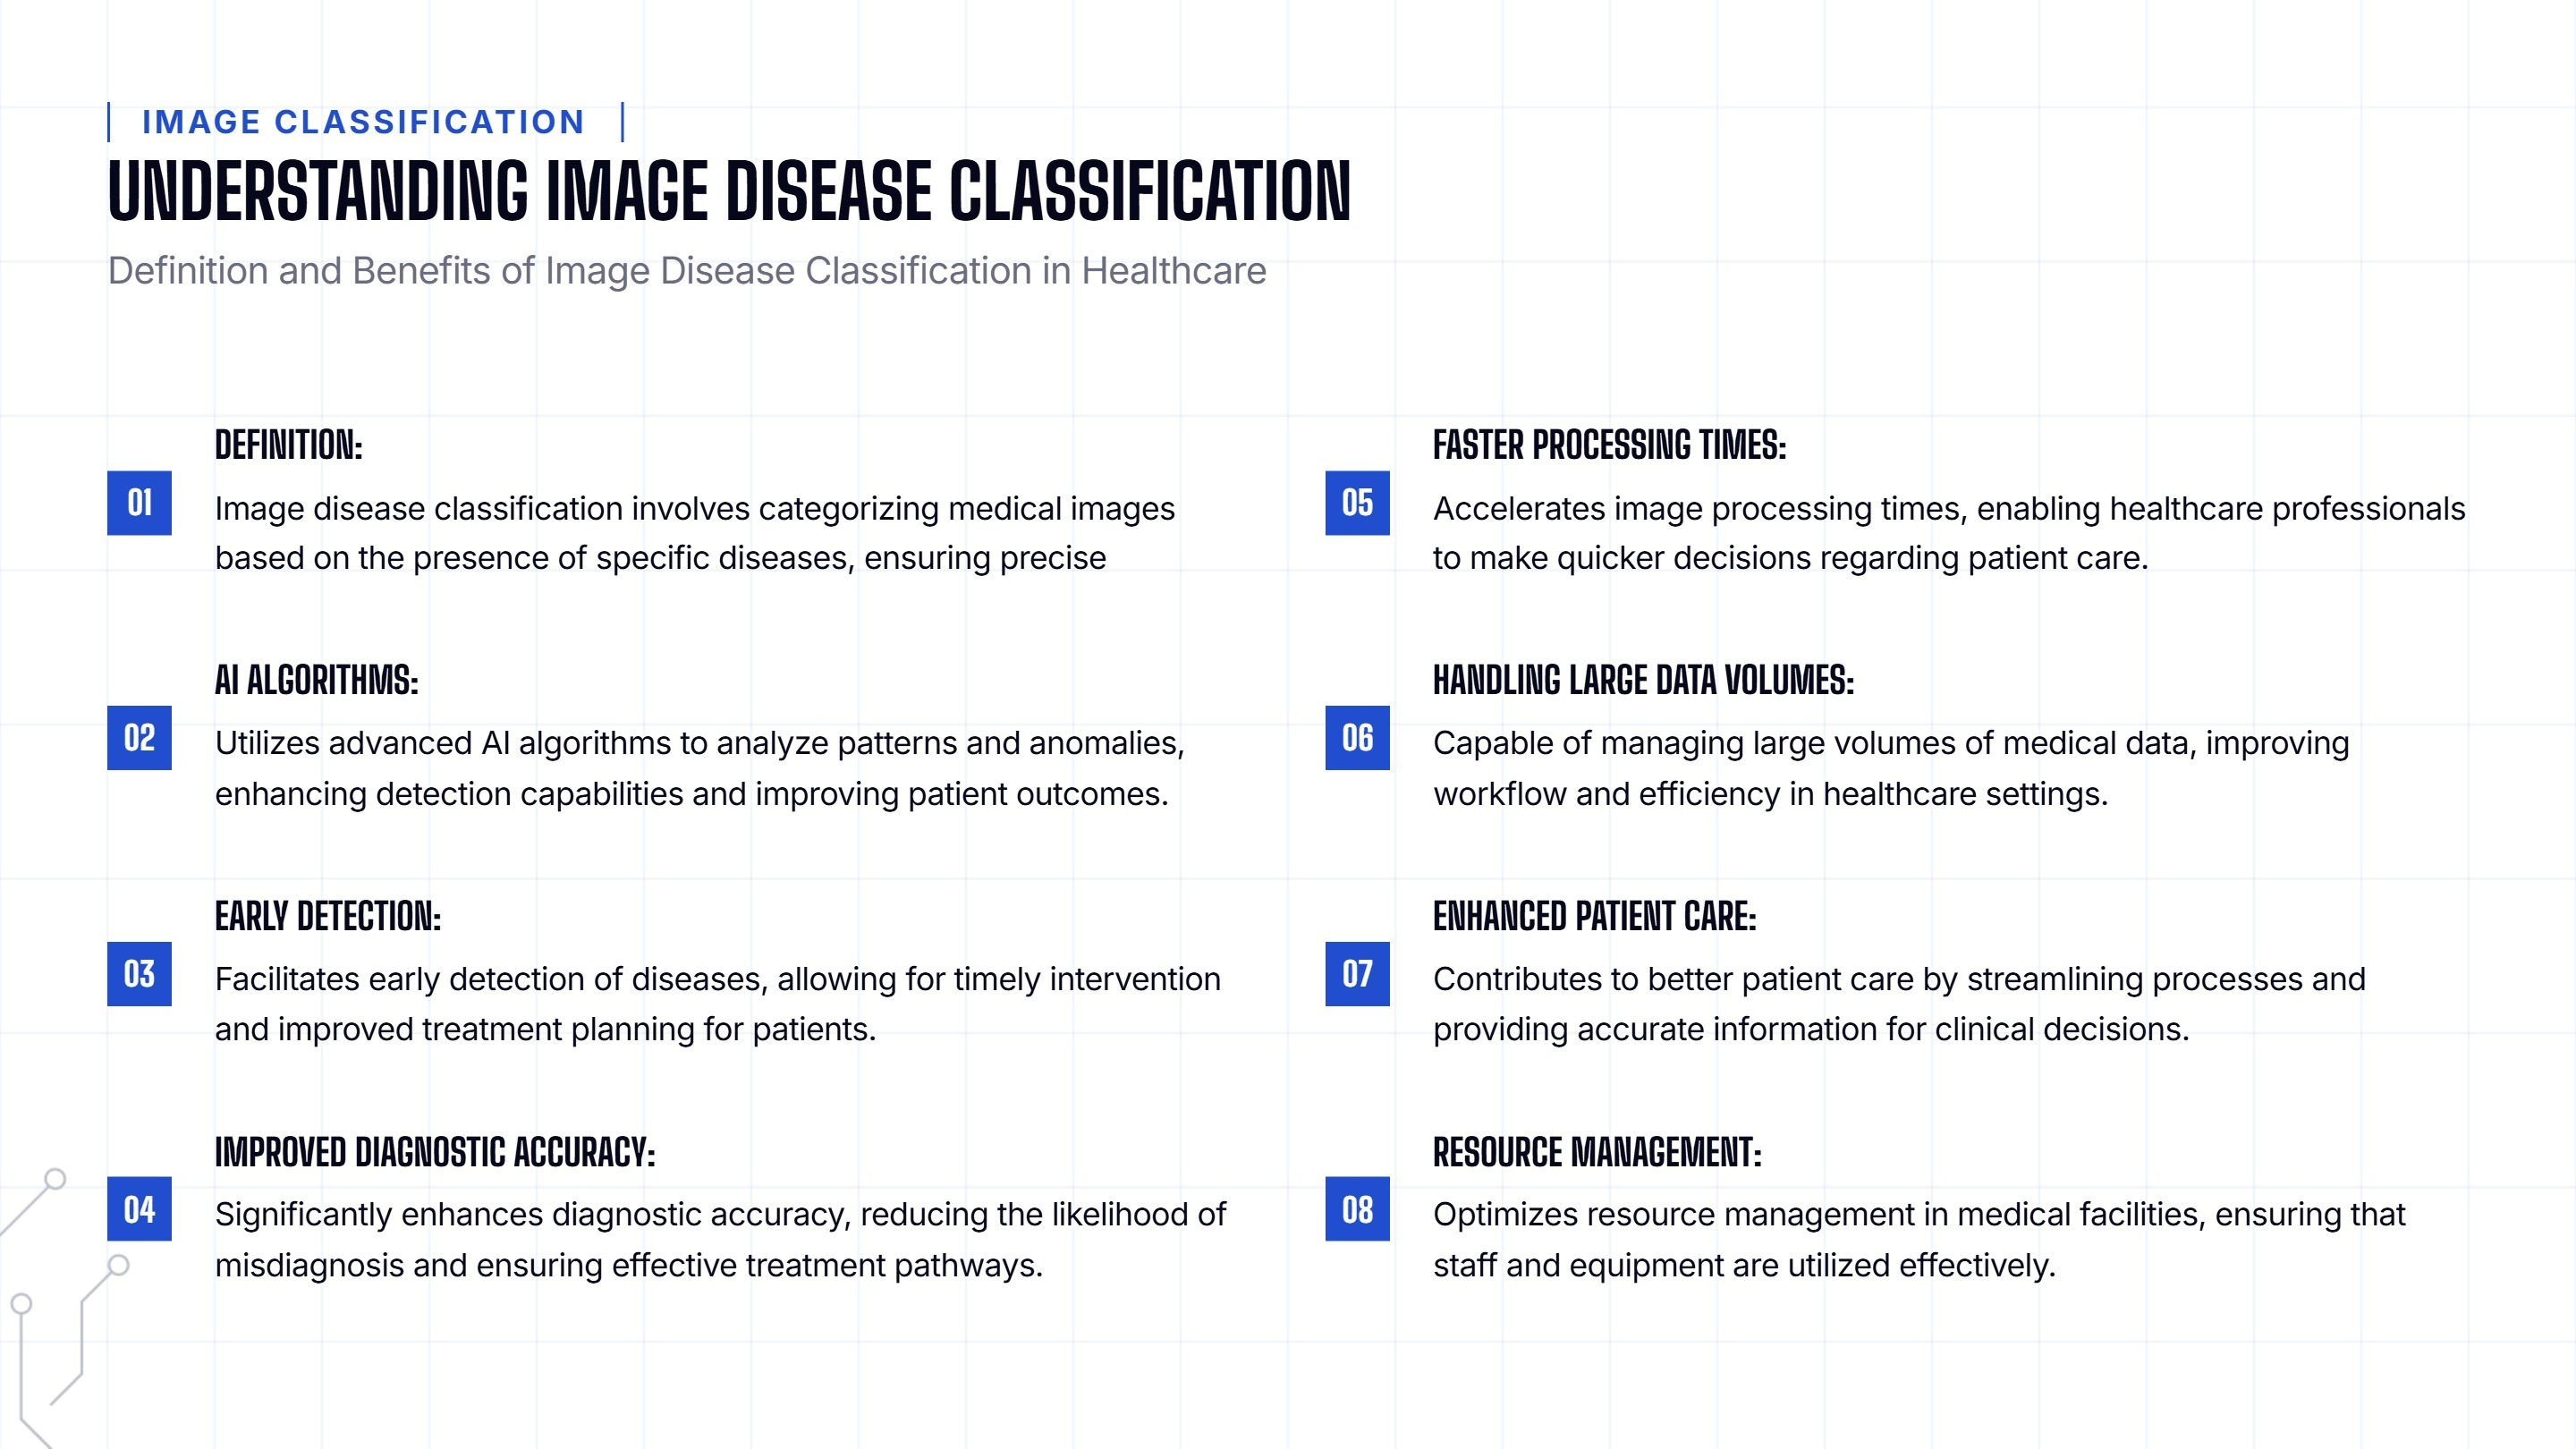 IMAGE CLASSIFICATION
UNDERSTANDING IMAGE DISEASE CLASSIFICATION
Definition and Benefits of Image Disease Classification in Healthcare
01
DEFINITION:
Image disease classification involves categorizing medical images
based on the presence of specific diseases, ensuring precise
02
AI ALGORITHMS:
Utilizes advanced AI algorithms to analyze patterns and anomalies,
enhancing detection capabilities and improving patient outcomes.
03
EARLY DETECTION:
Facilitates early detection of diseases, allowing for timely intervention
and improved treatment planning for patients.
04
IMPROVED DIAGNOSTIC ACCURACY:
Significantly enhances diagnostic accuracy, reducing the likelihood of
misdiagnosis and ensuring effective treatment pathways.
05
FASTER PROCESSING TIMES:
Accelerates image processing times, enabling healthcare professionals
to make quicker decisions regarding patient care.
06
HANDLING LARGE DATA VOLUMES:
Capable of managing large volumes of medical data, improving
workflow and efficiency in healthcare settings.
07
ENHANCED PATIENT CARE:
Contributes to better patient care by streamlining processes and
providing accurate information for clinical decisions.
08
RESOURCE MANAGEMENT:
Optimizes resource management in medical facilities, ensuring that
staff and equipment are utilized effectively.